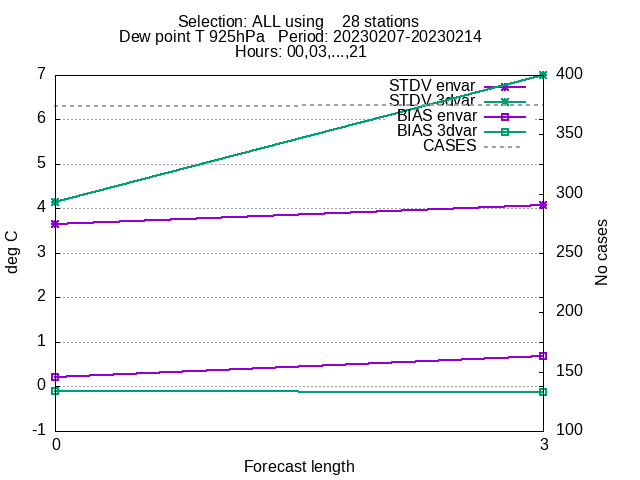 Selection: ALL using    28 stations
Dew point T 925hPa   Period: 20230207-20230214
Hours: 00,03,...,21
7
6
5
4
3
2
1
0
-1
deg C
400
350
300
250
200
150
100
No cases
STDV envar
STDV 3dvar
BIAS envar
BIAS 3dvar
CASES
0
3
Forecast length